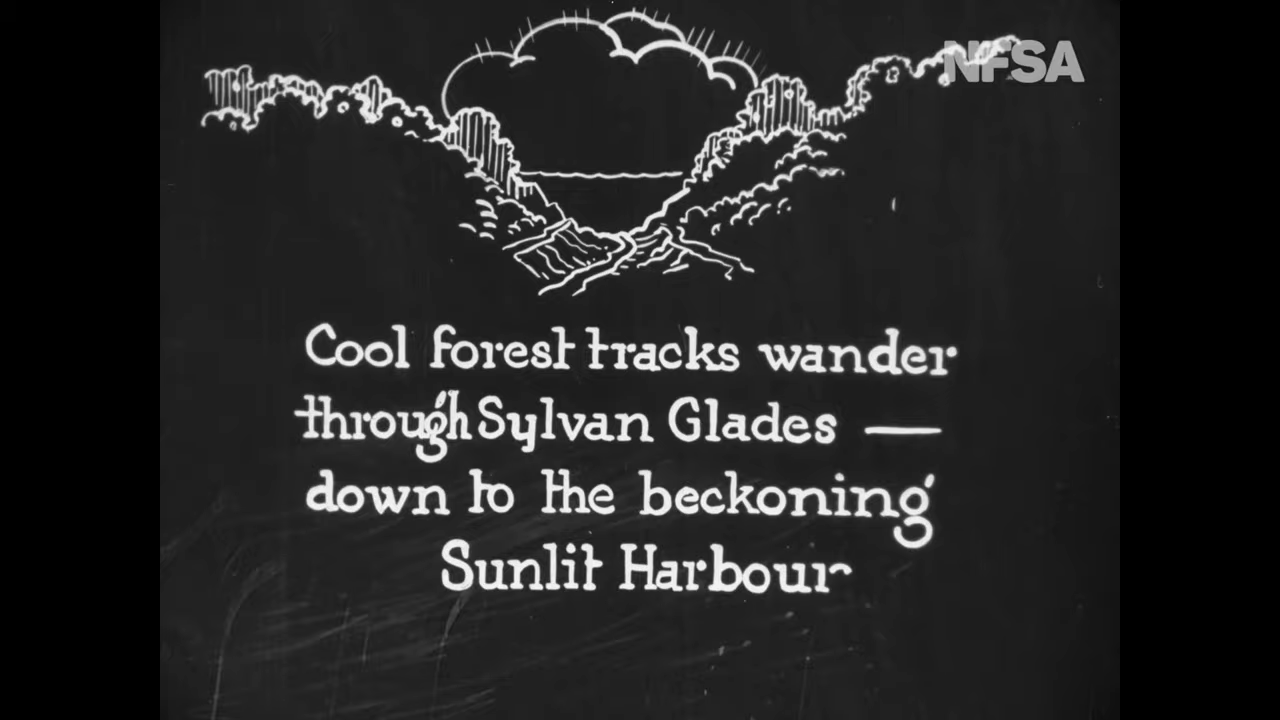 NFSA
Cool forest tracks wander
through Sylvan Glades —
down to the beckoning
Sunlit Harbour